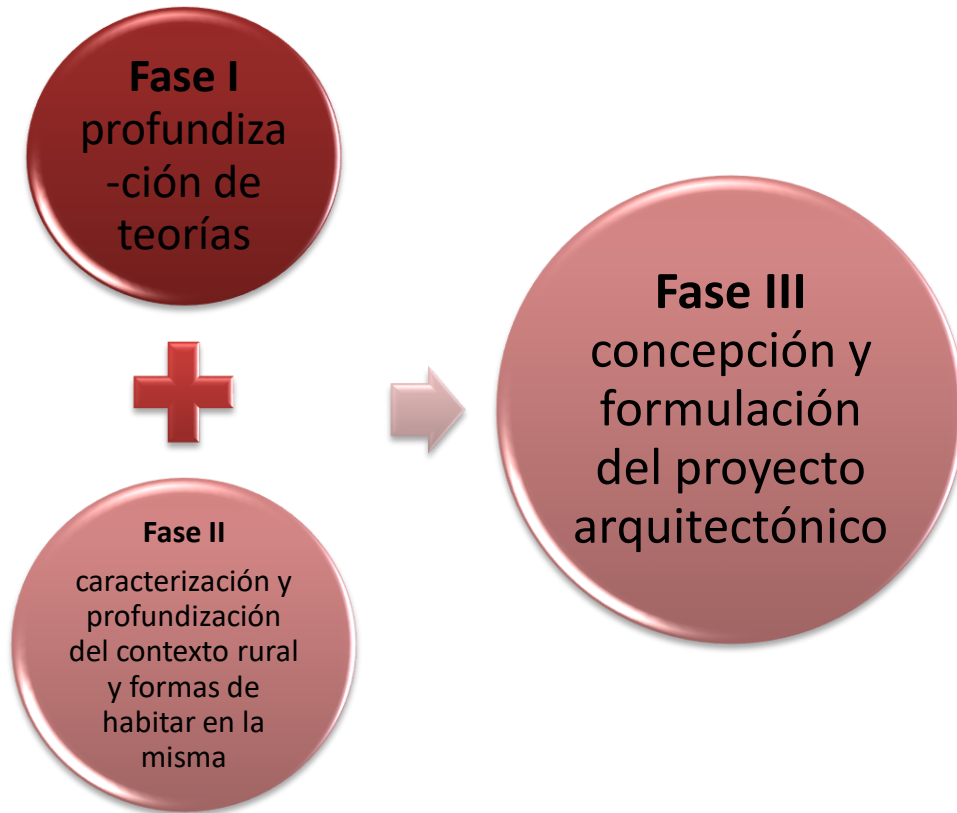 Fase I
profundiza
-ción de
teorías
Fase II
caracterización y
profundización
del contexto rural
y formas de
habitar en la
misma
Fase III
concepción y
formulación
del proyecto
arquitectónico